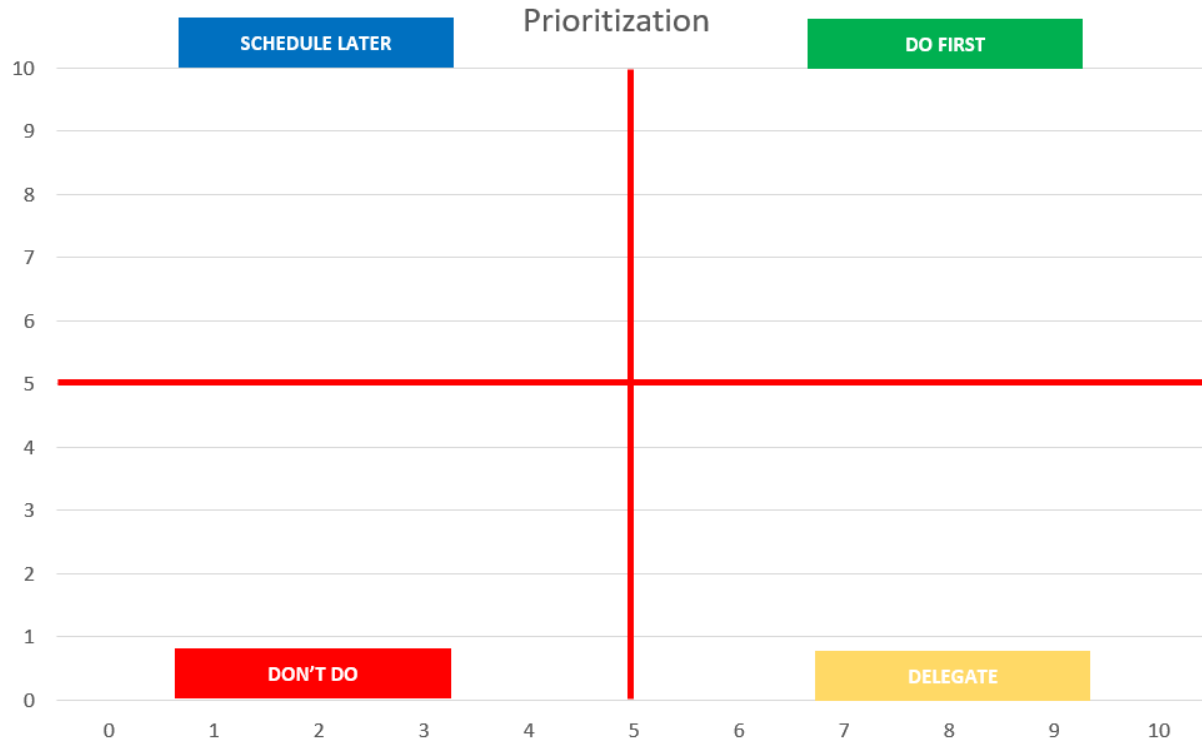 Prioritization
SCHEDULE LATER
DO FIRST
10
9
8
7
6
5
4
3
2
1
DON'T DO
DELEGATE
0
0 1 2 3 4 5 6 7 8 9 10